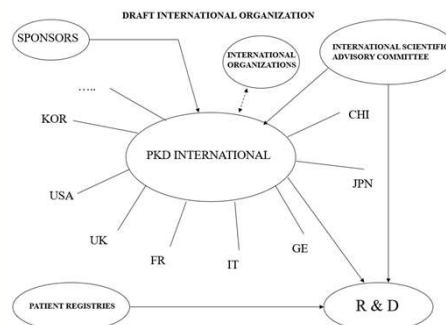 DRAFT INTERNATIONAL ORGANIZATION
SPONSORS
INTERNATIONAL
ORGANIZATIONS
INTERNATIONAL SCIENTIFIC
ADVISORY COMMITTEE
.....
KOR
CHI
PKD INTERNATIONAL
USA
JPN
UK
FR
IT
GE
PATIENT REGISTRIES
R & D